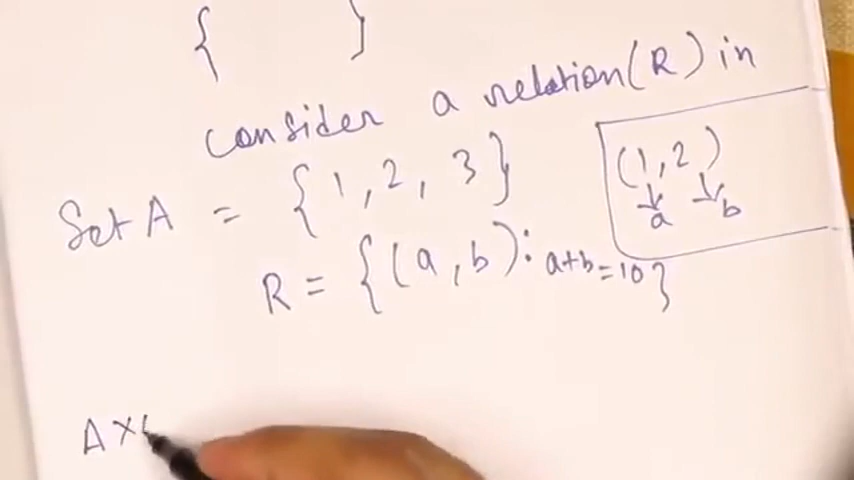 { }
consider a relation(R) in
Set A = {1, 2, 3}
(1, 2)
a b
R = {(a, b): a+b=10}
A X